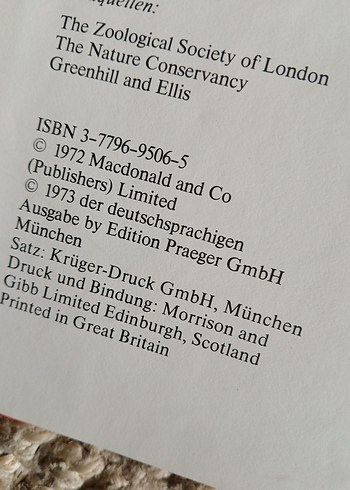 The Zoological Society of London
The Nature Conservancy
Greenhill and Ellis
ISBN 3-7796-9506-5
© 1972 Macdonald and Co
(Publishers) Limited
© 1973 der deutschsprachigen
Ausgabe by Edition Praeger GmbH
München
Satz: Krüger-Druck GmbH, München
Druck und Bindung: Morrison and
Gibb Limited Edinburgh, Scotland
Printed in Great Britain